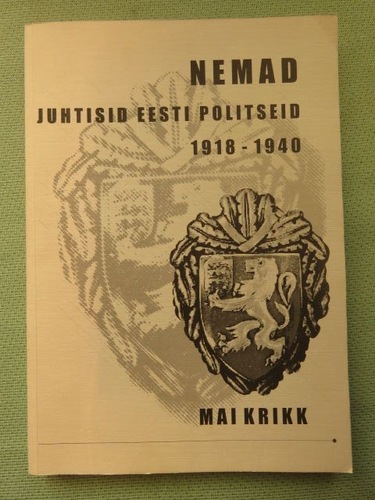 NEMAD
JUHTISID EESTI POLITSEID
1918 - 1940
MAI KRIKK